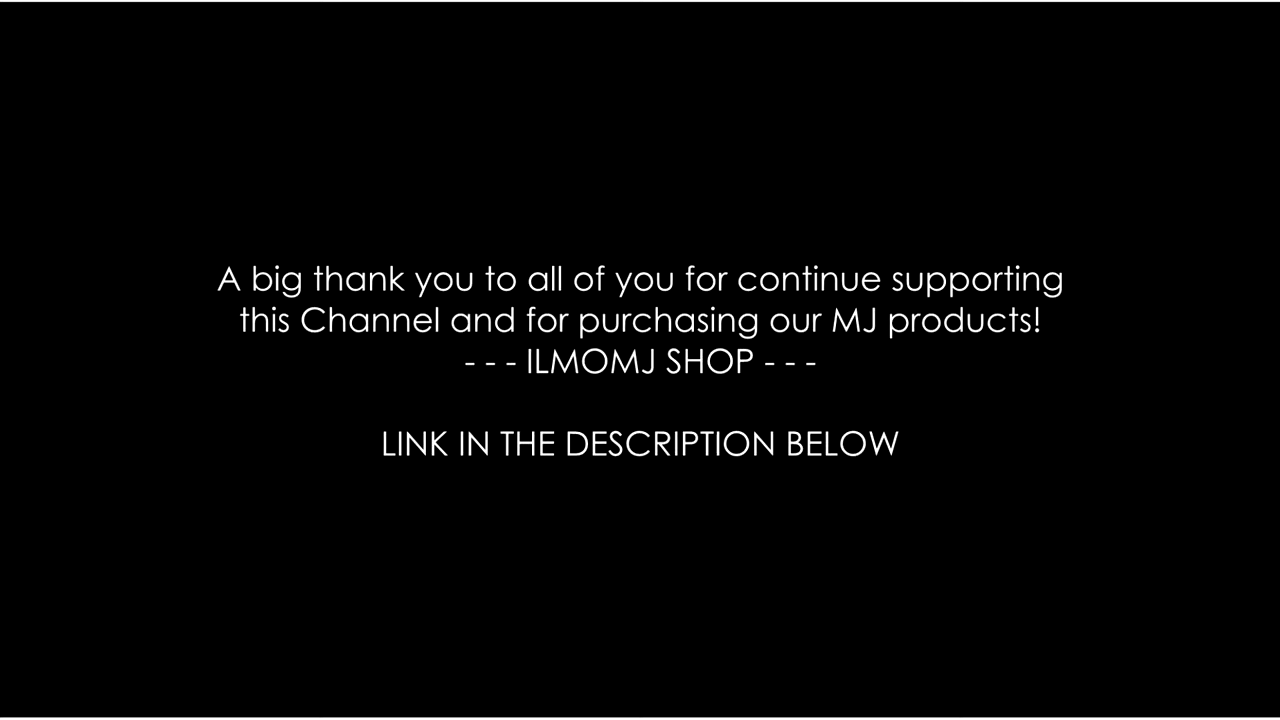 A big thank you to all of you for continue supporting
this Channel and for purchasing our MJ products!
- - - ILMOMJ SHOP - - -
LINK IN THE DESCRIPTION BELOW